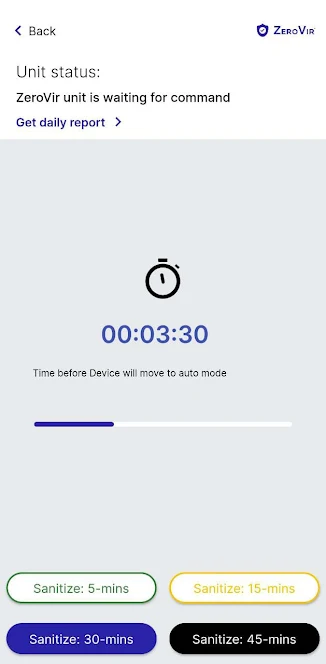 Back
ZeroVir
Unit status:
ZeroVir unit is waiting for command
Get daily report
00:03:30
Time before Device will move to auto mode
Sanitize: 5-mins
Sanitize: 15-mins
Sanitize: 30-mins
Sanitize: 45-mins